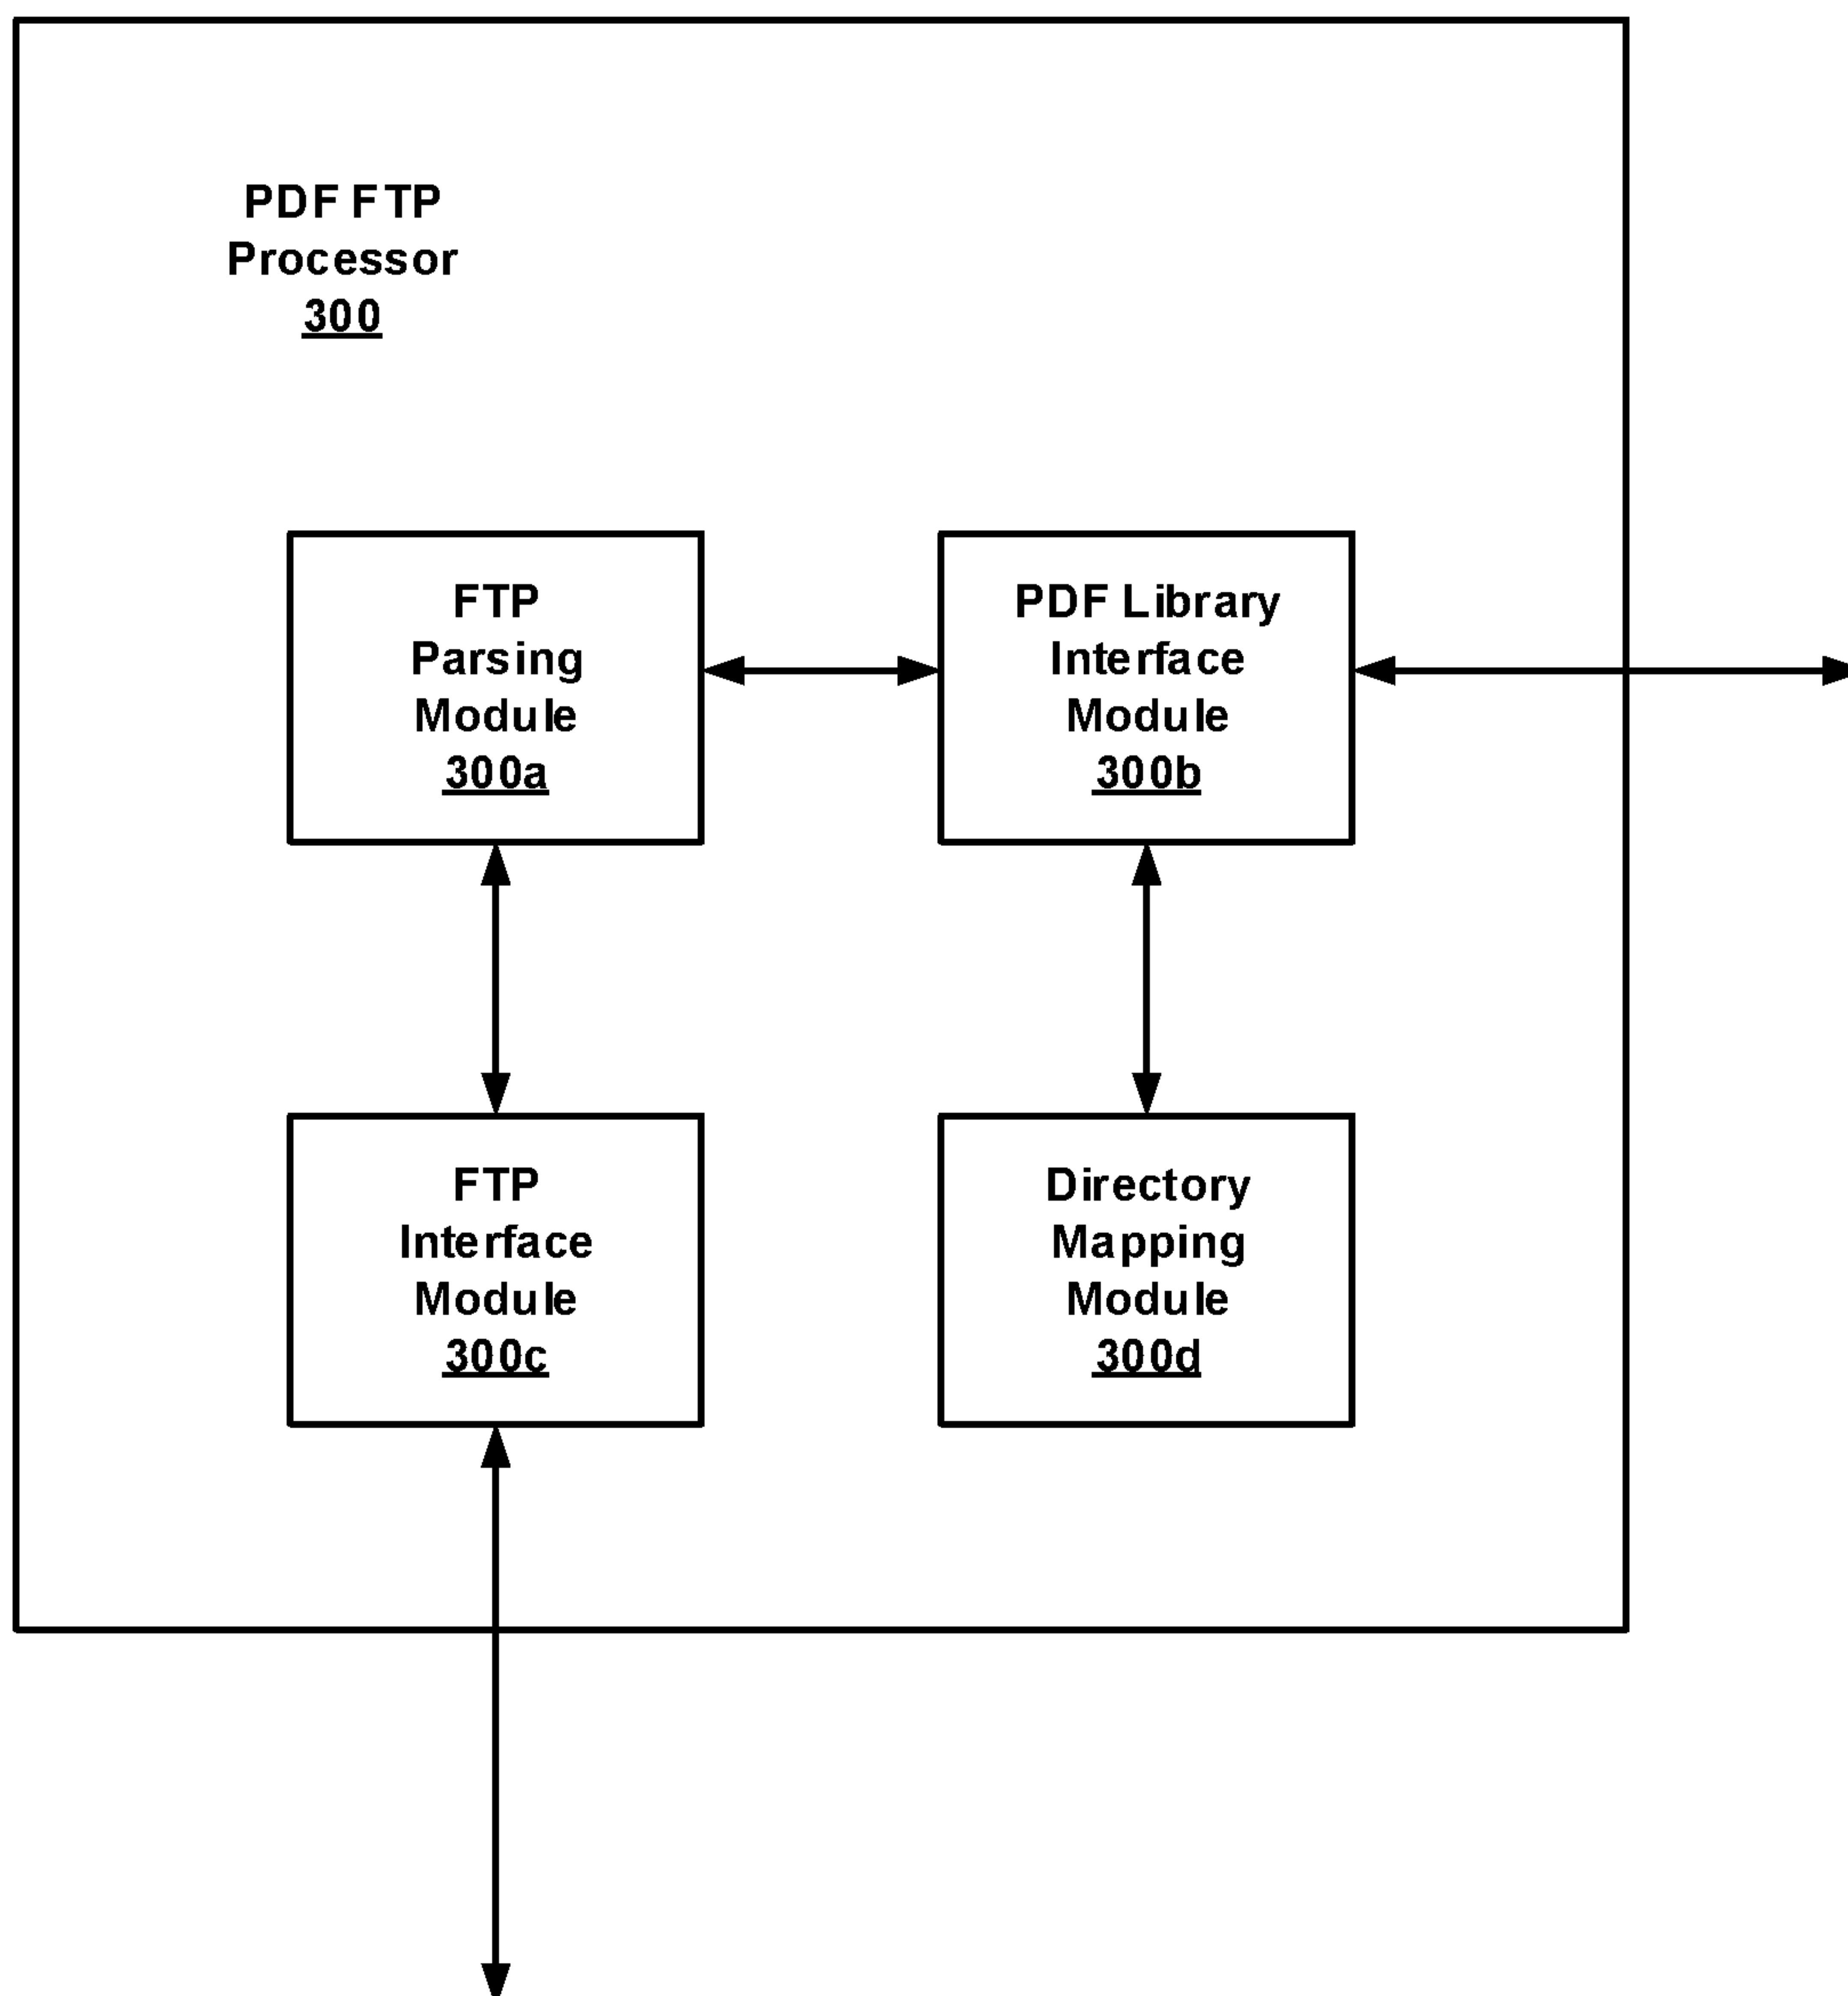 PDF FTP
Processor
300
FTP
Parsing
Module
300a
PDF Library
Interface
Module
300b
FTP
Interface
Module
300c
Directory
Mapping
Module
300d